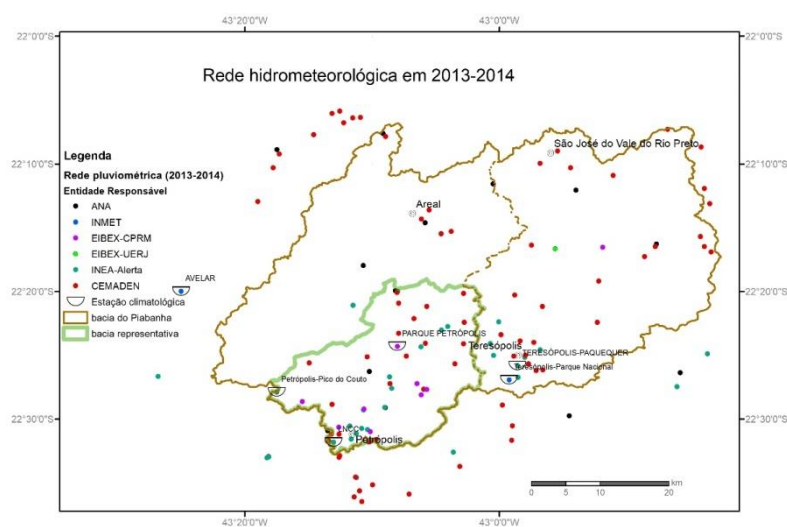 43°20'0"W
43°0'0"W
22°0'0"S
22°0'0"S
Rede hidrometeorológica em 2013-2014
São José do Vale do Rio Preto
22°10'0"S
22°10'0"S
Legenda
Rede pluviométrica (2013-2014)
Entidade Responsável
ANA
INMET
EIBEX-CPRM
EIBEX-UERJ
INEA-Alerta
CEMADEN
Estação climatológica
bacia do Piabanha
bacia representativa
Areal
AVELAR
22°20'0"S
22°20'0"S
PARQUE PETRÓPOLIS
Teresópolis
TERESÓPOLIS-PAQUEQUER
Teresópolis-Parque Nacional
Petrópolis-Pico do Couto
22°30'0"S
22°30'0"S
LNCC
Petrópolis
km
0 5 10 20
43°20'0"W
43°0'0"W